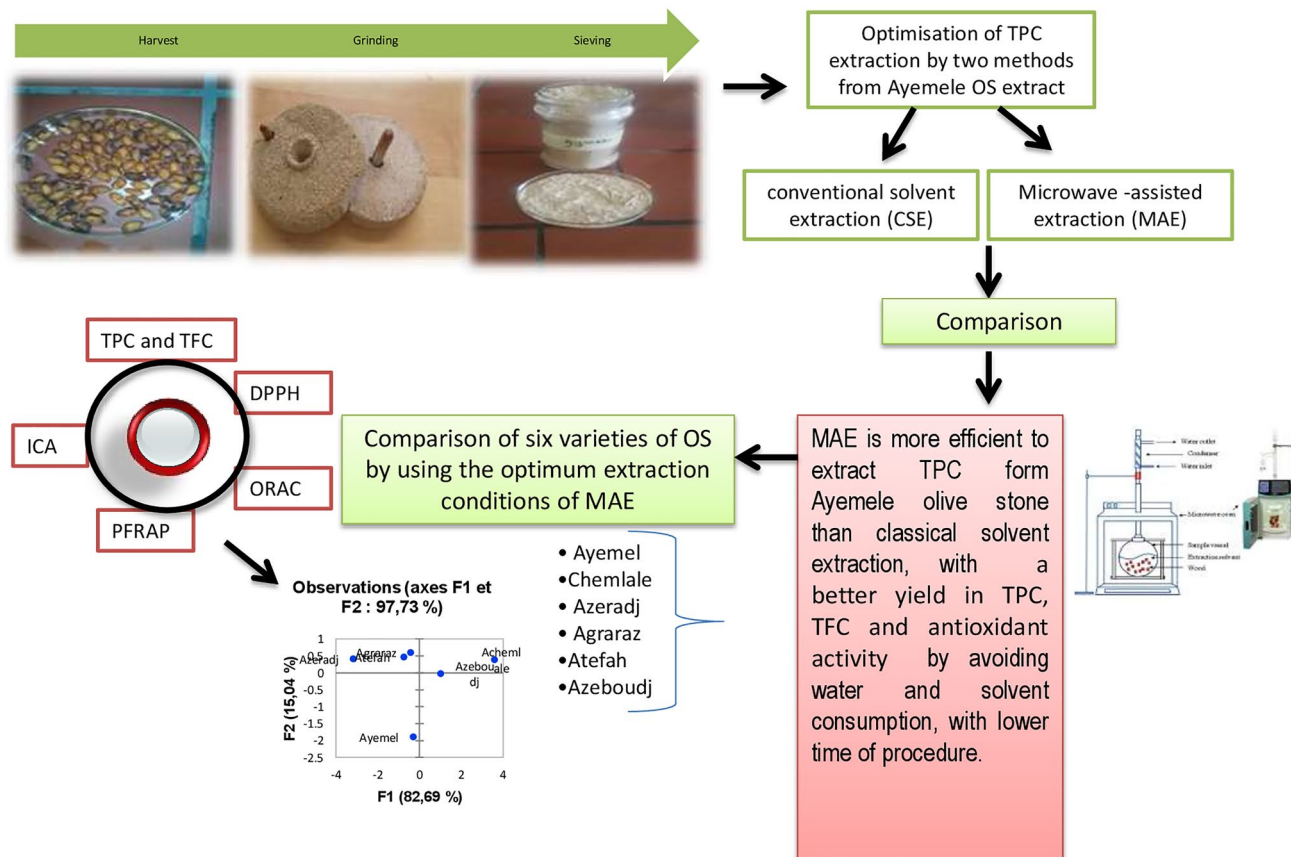 Harvest
Grinding
Sieving
Optimisation of TPC
extraction by two methods
from Ayemele OS extract
conventional solvent
extraction (CSE)
Microwave -assisted
extraction (MAE)
Comparison
TPC and TFC
DPPH
ICA
ORAC
PFRAP
Comparison of six varieties of OS
by using the optimum extraction
conditions of MAE
MAE is more efficient to
extract TPC form
Ayemele olive stone
than classical solvent
extraction, with a
better yield in TPC,
TFC and antioxidant
activity by avoiding
water and solvent
consumption, with lower
time of procedure.
Water outlet
Condenser
Water inlet
Microwave oven
Sample vessel
Extraction solvent
Wood
• Ayemel
•Chemlale
• Azeradj
• Agraraz
• Atefah
•Azeboudj
Observations (axes F1 et
F2 : 97,73 %)
F2 (15,04 %)
1
0.5
0
-0.5
-1
-1.5
-2
-2.5
Azeradj
Atefah
Agraraz
Acheml
ale
Azebou
dj
Ayemel
-4
-2
0
2
4
F1 (82,69 %)